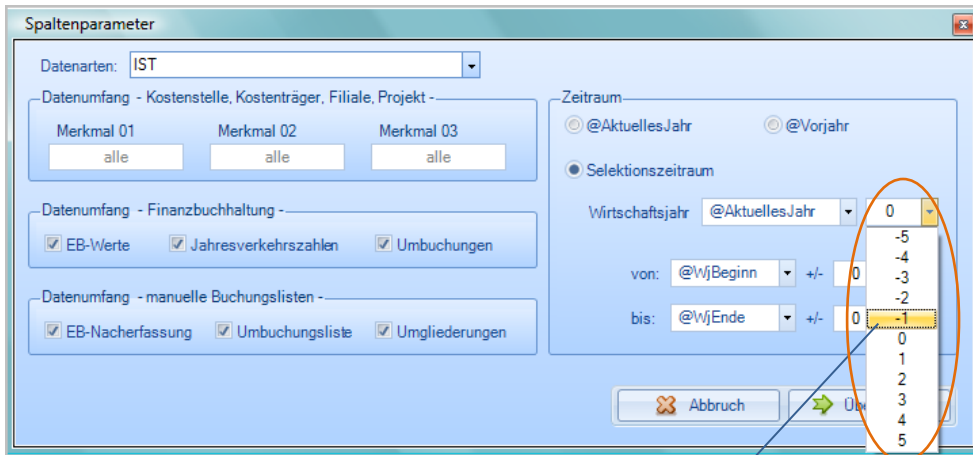 Spaltenparameter
Datenarten: IST
Datenumfang - Kostenstelle, Kostenträger, Filiale, Projekt -
Merkmal 01 Merkmal 02 Merkmal 03
alle alle alle
Datenumfang - Finanzbuchhaltung -
EB-Werte Jahresverkehrszahlen Umbuchungen
Datenumfang - manuelle Buchungslisten -
EB-Nacherfassung Umbuchungsliste Umgliederungen
Zeitraum
@AktuellesJahr @Vorjahr
Selektionszeitraum
Wirtschaftsjahr @AktuellesJahr 0
von: @WjBeginn +/- 0
bis: @WjEnde +/- 0
-5
-4
-3
-2
-1
0
1
2
3
4
5
Abbruch